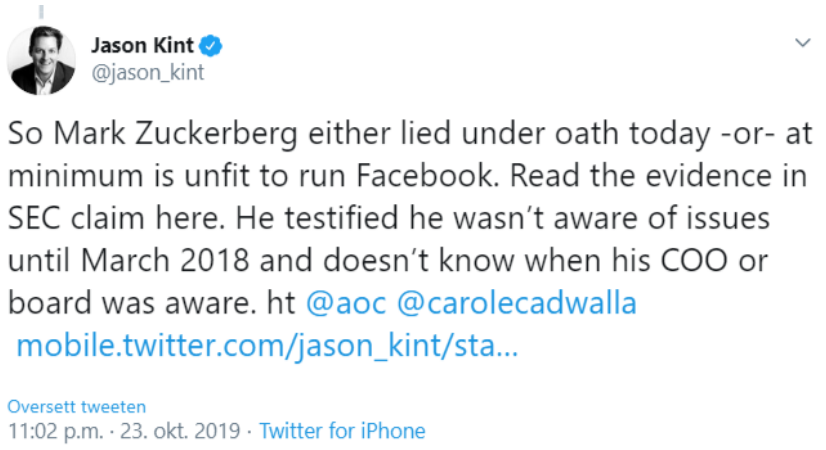 Jason Kint
@jason_kint
So Mark Zuckerberg either lied under oath today -or- at
minimum is unfit to run Facebook. Read the evidence in
SEC claim here. He testified he wasn’t aware of issues
until March 2018 and doesn’t know when his COO or
board was aware. ht @aoc @carolecadwalla
mobile.twitter.com/jason_kint/sta...
Oversett tweeten
11:02 p.m. · 23. okt. 2019 · Twitter for iPhone